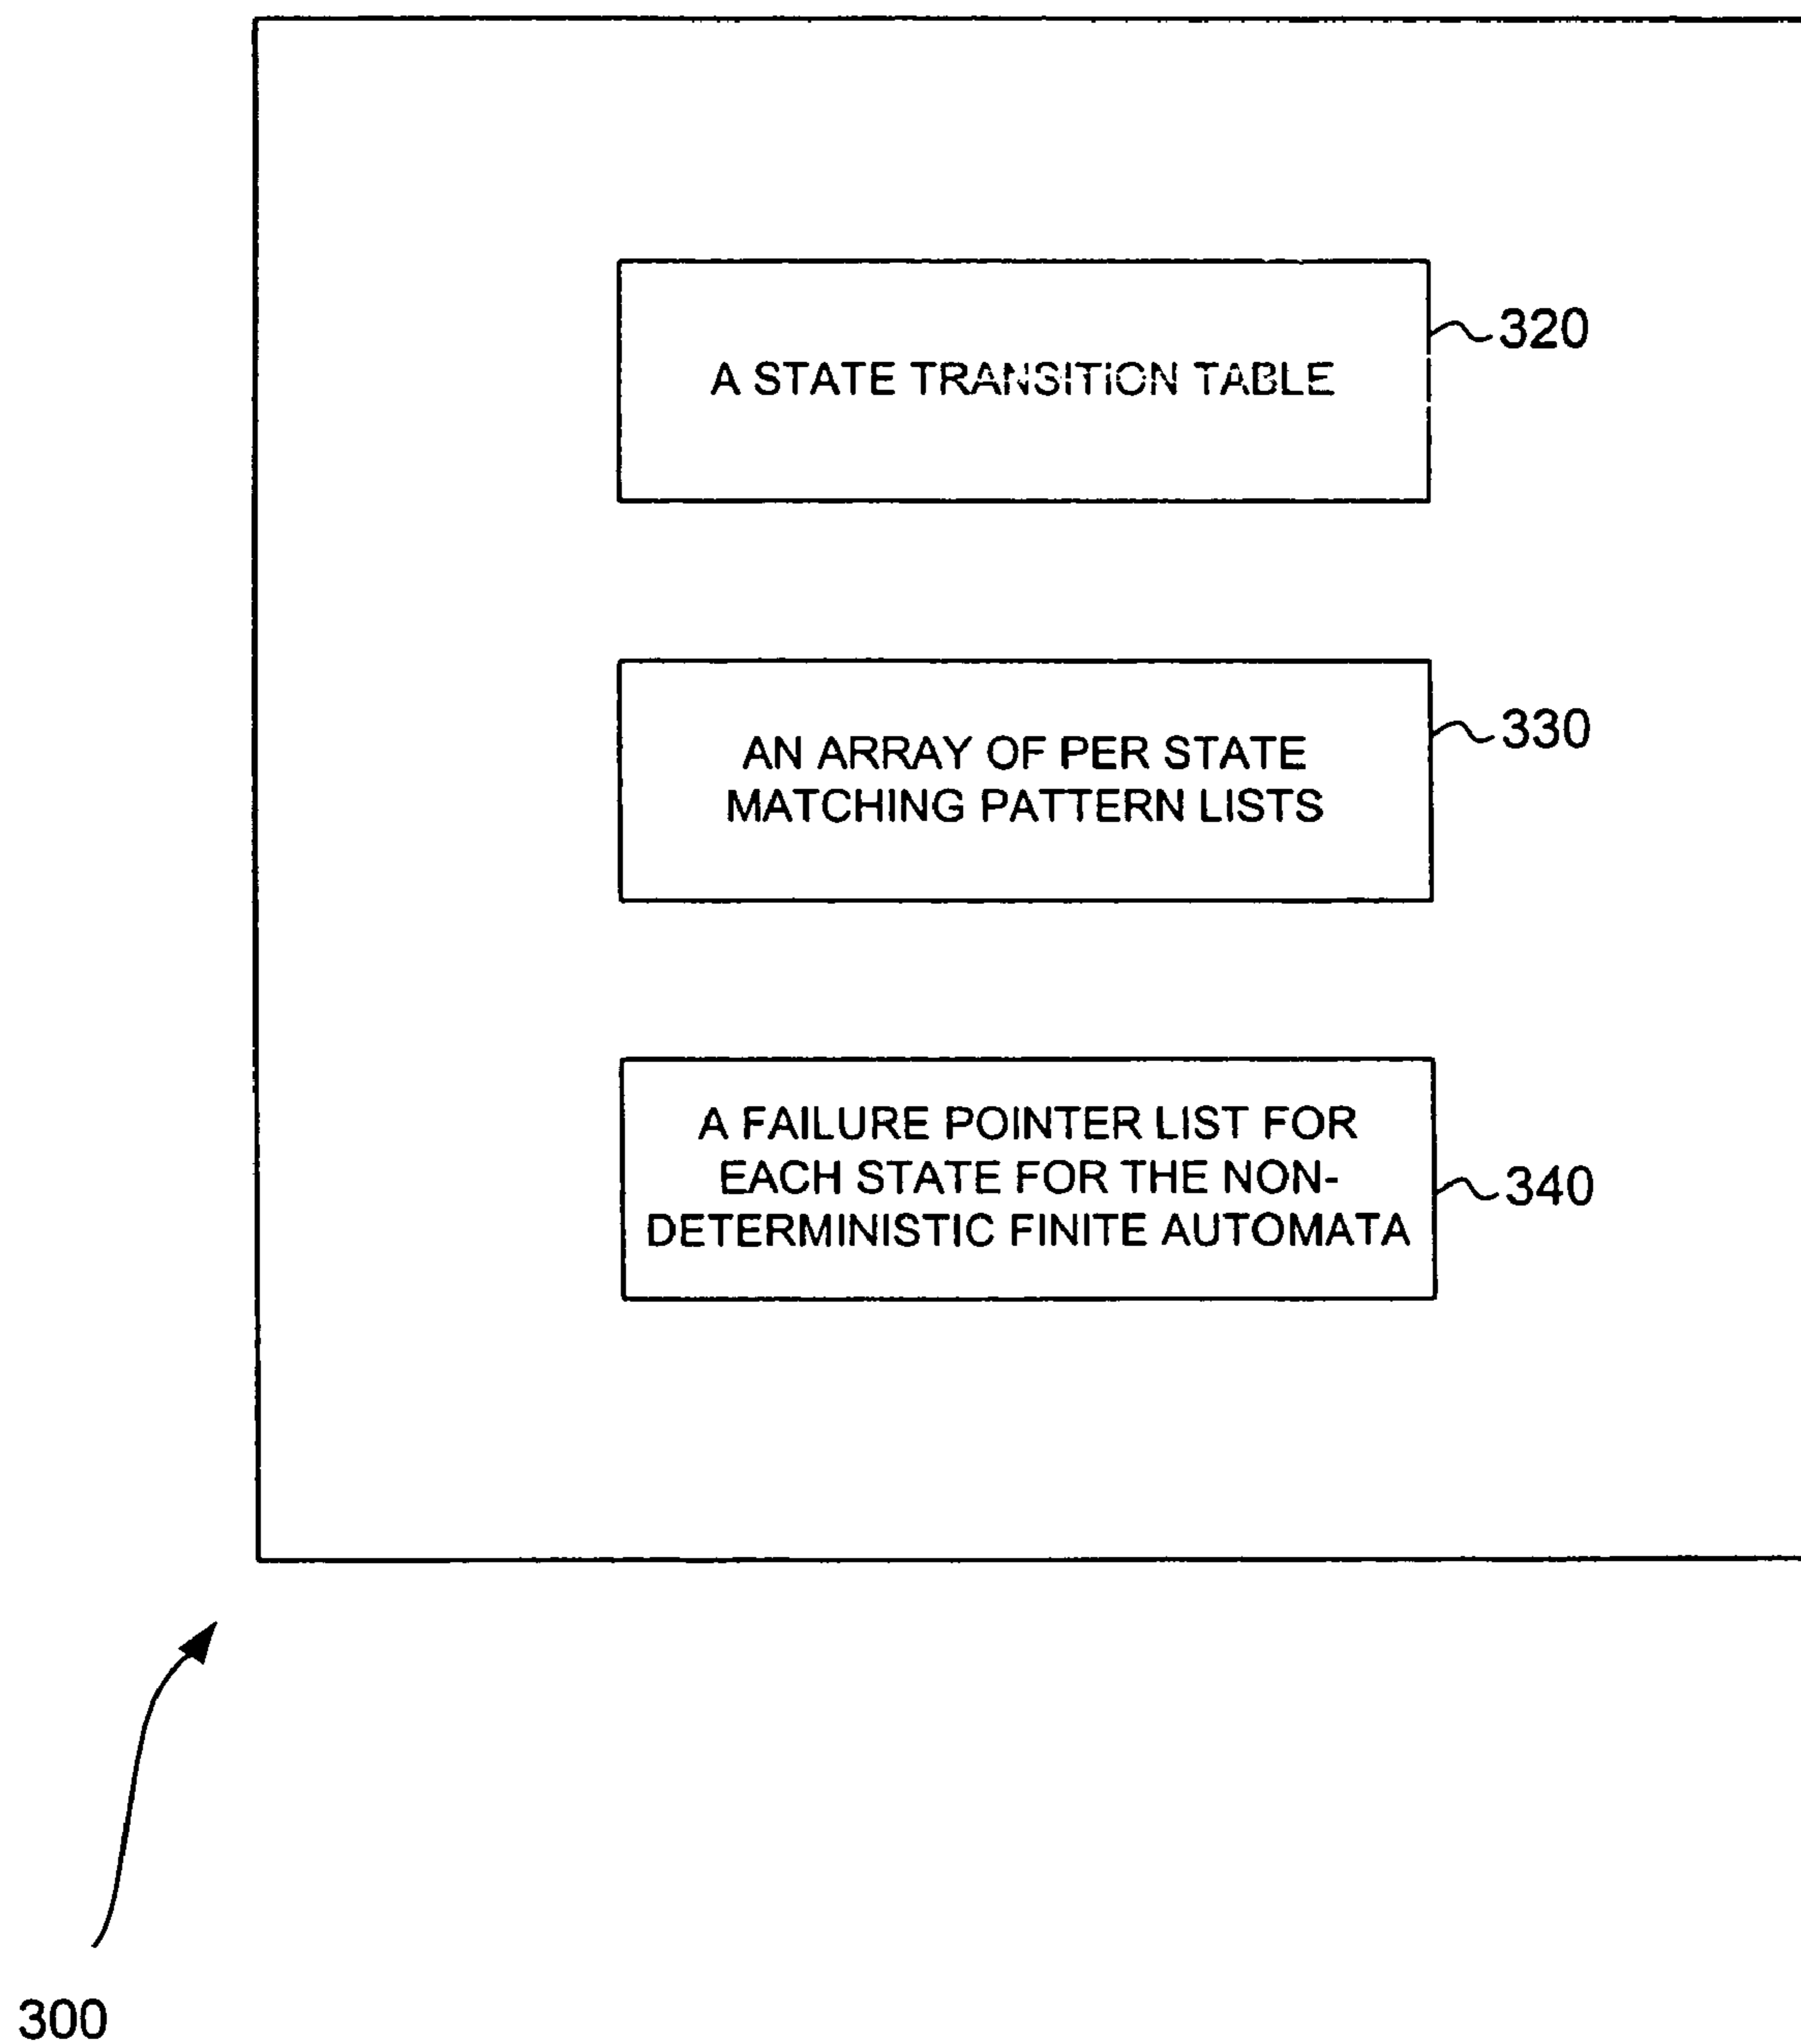 A STATE TRANSITION TABLE
320
AN ARRAY OF PER STATE
MATCHING PATTERN LISTS
330
A FAILURE POINTER LIST FOR
EACH STATE FOR THE NON-
DETERMINISTIC FINITE AUTOMATA
340
300